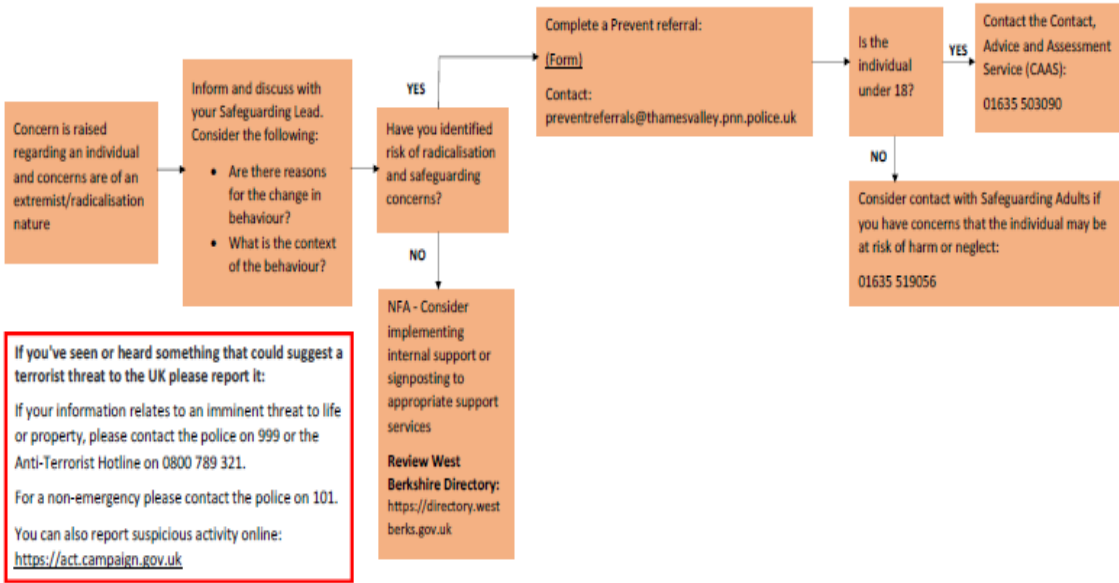 Concern is raised
regarding an individual
and concerns are of an
extremist/radicalisation
nature
Inform and discuss with
your Safeguarding Lead.
Consider the following:
• Are there reasons
for the change in
behaviour?
• What is the context
of the behaviour?
Have you identified
risk of radicalisation
and safeguarding
concerns?
YES
Complete a Prevent referral:
(Form)
Contact:
preventreferrals@thamesvalley.pnn.police.uk
Is the
individual
under 18?
YES
Contact the Contact,
Advice and Assessment
Service (CAAS):
01635 503090
NO
Consider contact with Safeguarding Adults if
you have concerns that the individual may be
at risk of harm or neglect:
01635 519056
NO
NFA - Consider
implementing
internal support or
signposting to
appropriate support
services
Review West
Berkshire Directory:
https://directory.west
berks.gov.uk
If you've seen or heard something that could suggest a
terrorist threat to the UK please report it:
If your information relates to an imminent threat to life
or property, please contact the police on 999 or the
Anti-Terrorist Hotline on 0800 789 321.
For a non-emergency please contact the police on 101.
You can also report suspicious activity online:
https://act.campaign.gov.uk